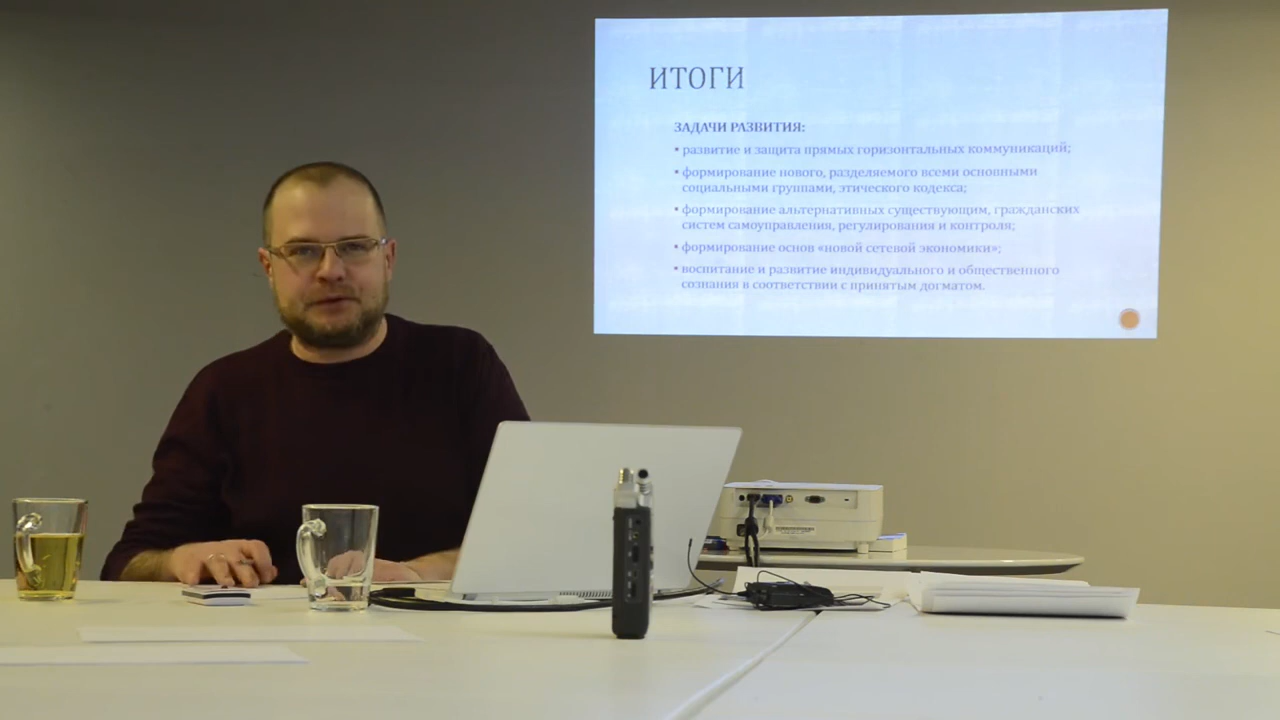 ИТОГИ
ЗАДАЧИ РАЗВИТИЯ:
▪ развитие и защита прямых горизонтальных коммуникаций;
▪ формирование нового, разделяемого всеми основными
социальными группами, этического кодекса;
▪ формирование альтернативных существующим, гражданских
систем самоуправления, регулирования и контроля;
▪ формирование основ «новой сетевой экономики»;
▪ воспитание и развитие индивидуального и общественного
сознания в соответствии с принятым догматом.